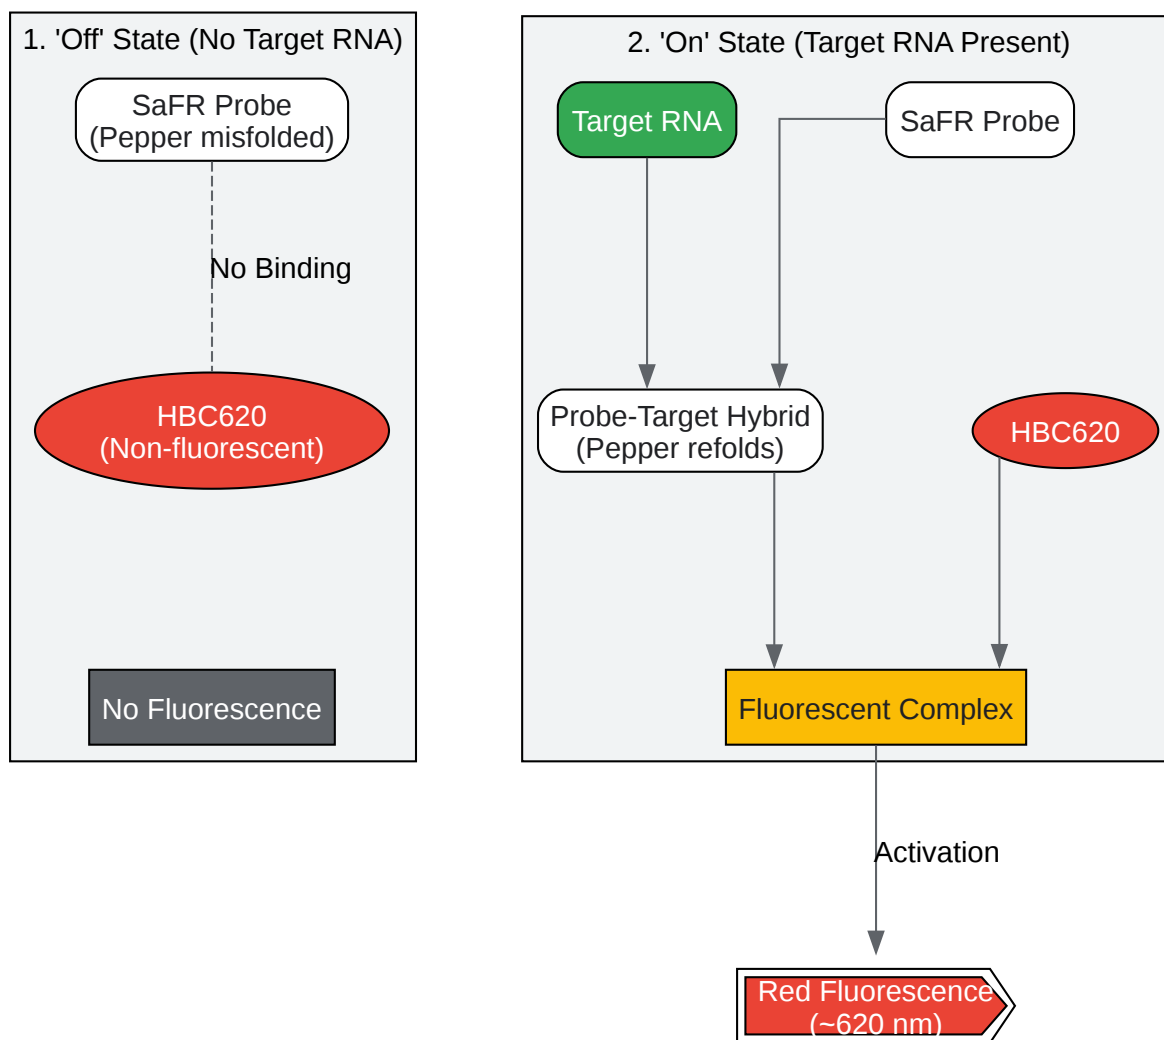 1. 'Off' State (No Target RNA)
SaFR Probe
(Pepper misfolded)
No Binding
HBC620
(Non-fluorescent)
No Fluorescence
2. 'On' State (Target RNA Present)
Target RNA
SaFR Probe
Probe-Target Hybrid
(Pepper refolds)
HBC620
Fluorescent Complex
Activation
Red Fluorescence
(~620 nm)